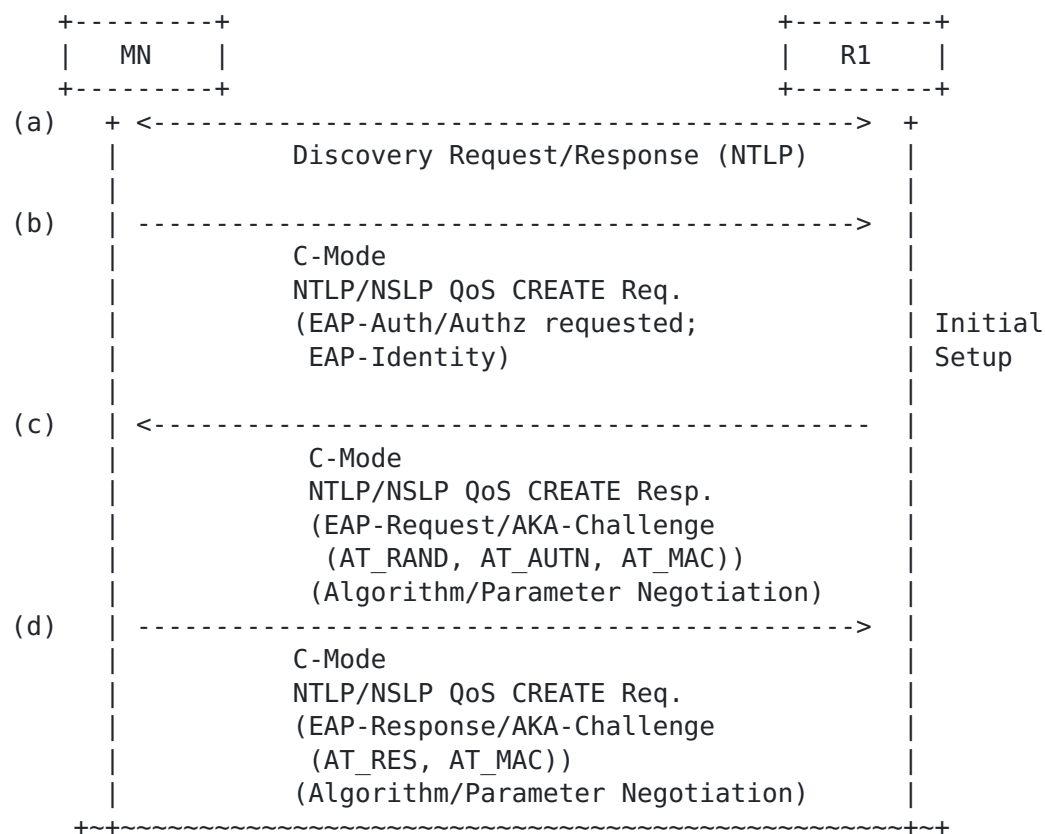 MN R1
(a)
Discovery Request/Response (NTLP)
(b)
C-Mode
NTLP/NSLP QoS CREATE Req.
(EAP-Auth/Authz requested; Initial
EAP-Identity) Setup
(c)
C-Mode
NTLP/NSLP QoS CREATE Resp.
(EAP-Request/AKA-Challenge
(AT_RAND, AT_AUTN, AT_MAC))
(Algorithm/Parameter Negotiation)
(d)
C-Mode
NTLP/NSLP QoS CREATE Req.
(EAP-Response/AKA-Challenge
(AT_RES, AT_MAC))
(Algorithm/Parameter Negotiation)